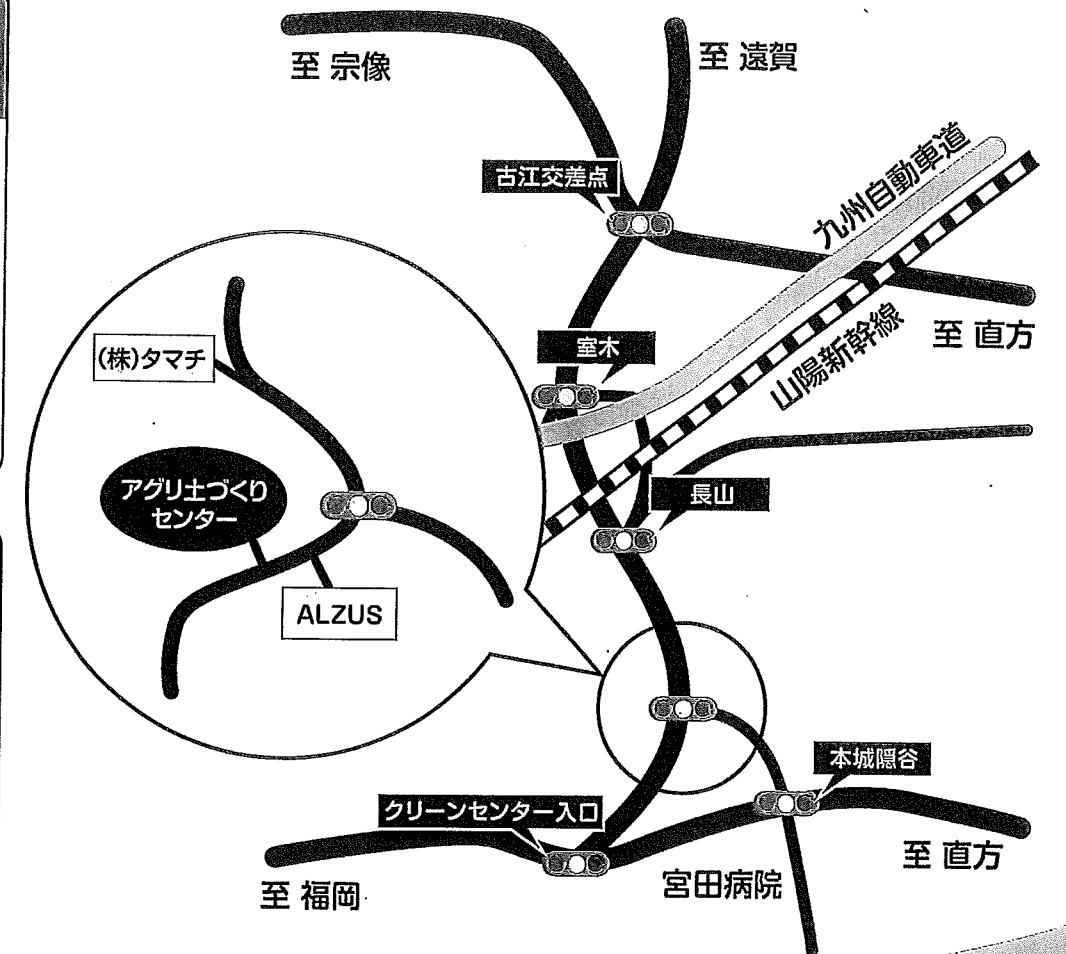 至 宗像
至 遠賀
古江交差点
九州自動車道
山陽新幹線
至 直方
室木
(株)タマチ
アグリ土づくり
センター
長山
ALZUS
本城隠谷
クリーンセンター入口
至 直方
至 福岡
宮田病院